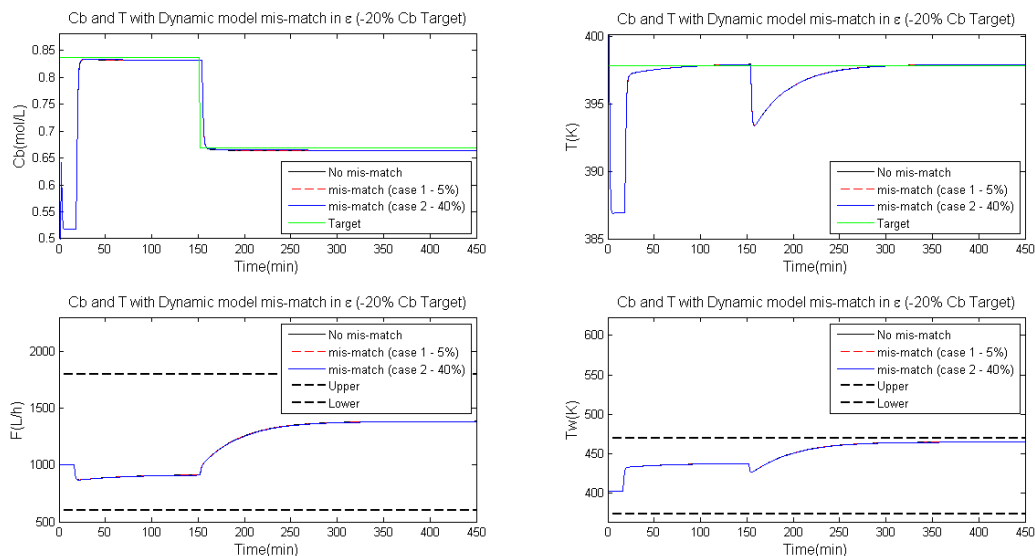 Cb and T with Dynamic model mis-match in ε (-20% Cb Target)
0.85
0.8
0.75
0.7
0.65
0.6
0.55
0.5
Cb(mol/L)
No mis-match
mis-match (case 1 - 5%)
mis-match (case 2 - 40%)
Target
0 50 100 150 200 250 300 350 400 450
Time(min)
Cb and T with Dynamic model mis-match in ε (-20% Cb Target)
400
395
390
385
T(K)
No mis-match
mis-match (case 1 - 5%)
mis-match (case 2 - 40%)
Target
0 50 100 150 200 250 300 350 400 450
Time(min)
Cb and T with Dynamic model mis-match in ε (-20% Cb Target)
2000
1500
1000
500
F(L/h)
No mis-match
mis-match (case 1 - 5%)
mis-match (case 2 - 40%)
Upper
Lower
0 50 100 150 200 250 300 350 400 450
Time(min)
Cb and T with Dynamic model mis-match in ε (-20% Cb Target)
600
550
500
450
400
Tw(K)
No mis-match
mis-match (case 1 - 5%)
mis-match (case 2 - 40%)
Upper
Lower
0 50 100 150 200 250 300 350 400 450
Time(min)